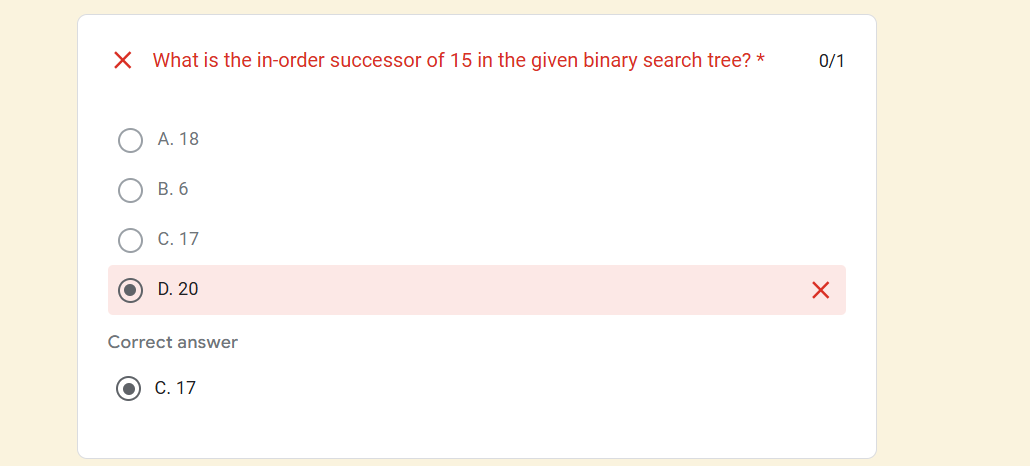 What is the in-order successor of 15 in the given binary search tree? * 0/1
A. 18
B. 6
C. 17
D. 20
Correct answer
C. 17